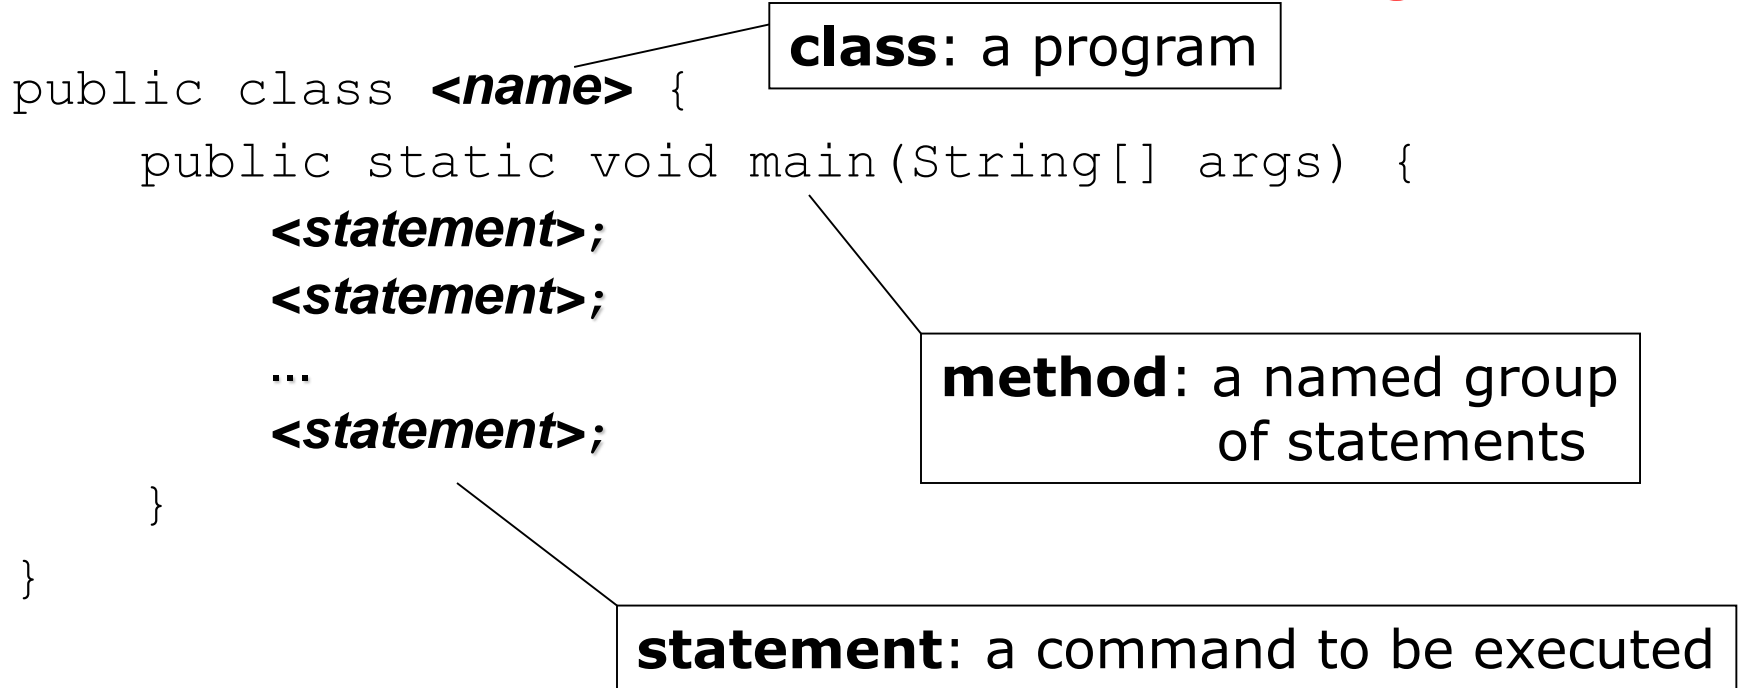 class: a program
public class <name> {
public static void main(String[] args) {
<statement>;
<statement>;
...
<statement>;
method: a named group
of statements
}
}
statement: a command to be executed